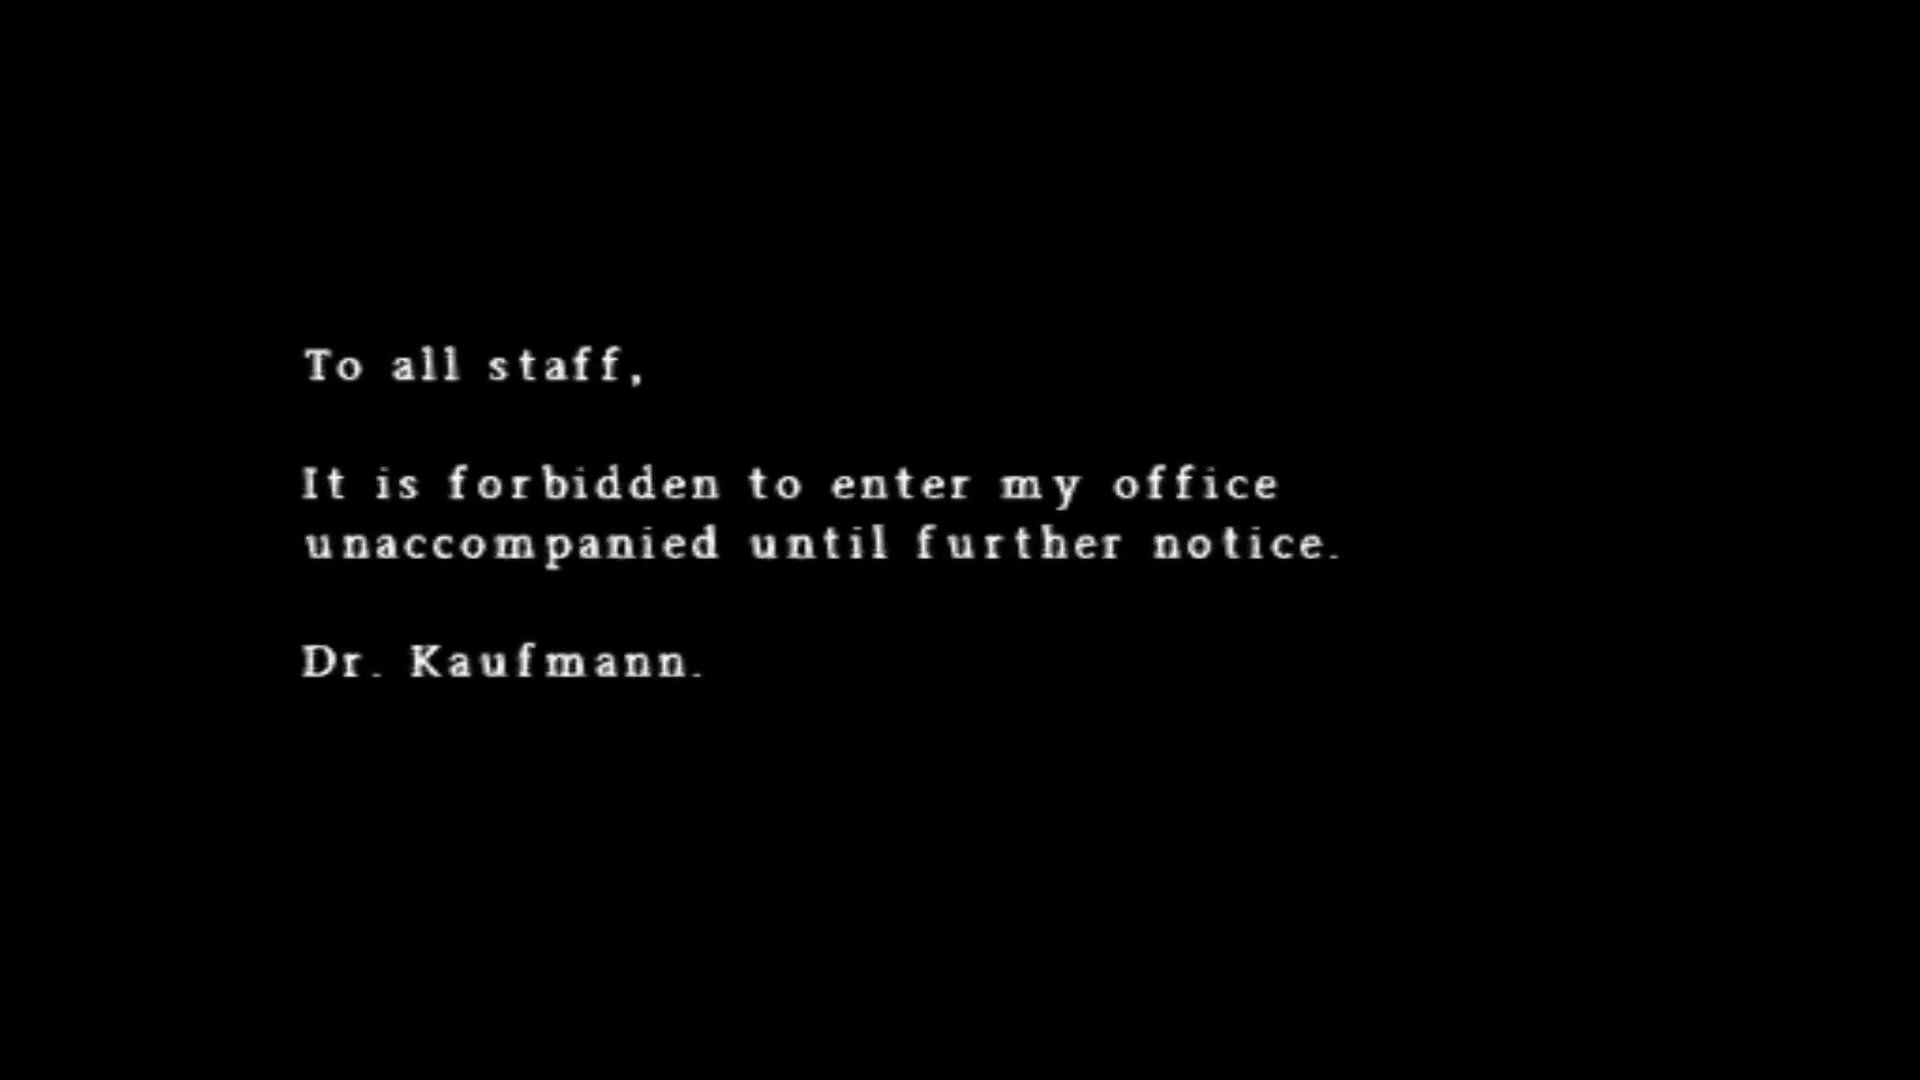 To all staff,
It is forbidden to enter my office
unaccompanied until further notice.
Dr. Kaufmann.